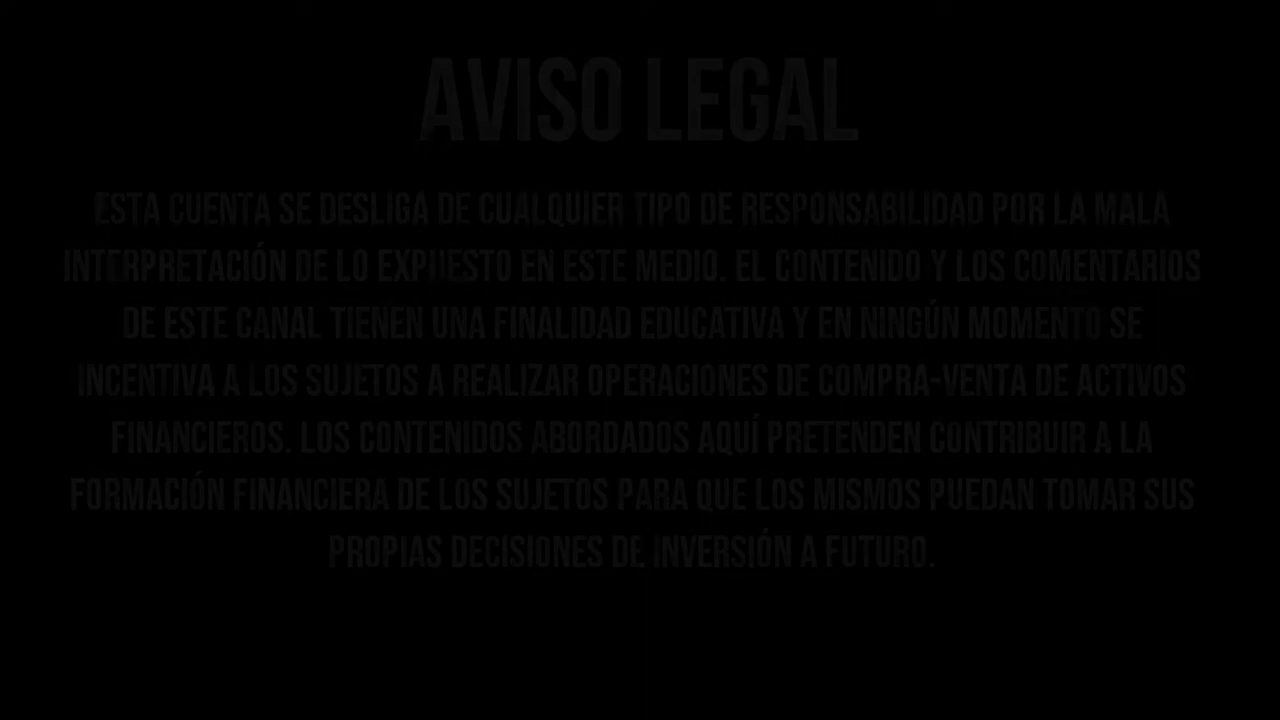 AVISO LEGAL
ESTA CUENTA SE DESLIGA DE CUALQUIER TIPO DE RESPONSABILIDAD POR LA MALA
INTERPRETACIÓN DE LO EXPUESTO EN ESTE MEDIO. EL CONTENIDO Y LOS COMENTARIOS
DE ESTE CANAL TIENEN UNA FINALIDAD EDUCATIVA Y EN NINGÚN MOMENTO SE
INCENTIVA A LOS SUJETOS A REALIZAR OPERACIONES DE COMPRA-VENTA DE ACTIVOS
FINANCIEROS. LOS CONTENIDOS ABORDADOS AQUÍ PRETENDEN CONTRIBUIR A LA
FORMACIÓN FINANCIERA DE LOS SUJETOS PARA QUE LOS MISMOS PUEDAN TOMAR SUS
PROPIAS DECISIONES DE INVERSIÓN A FUTURO.